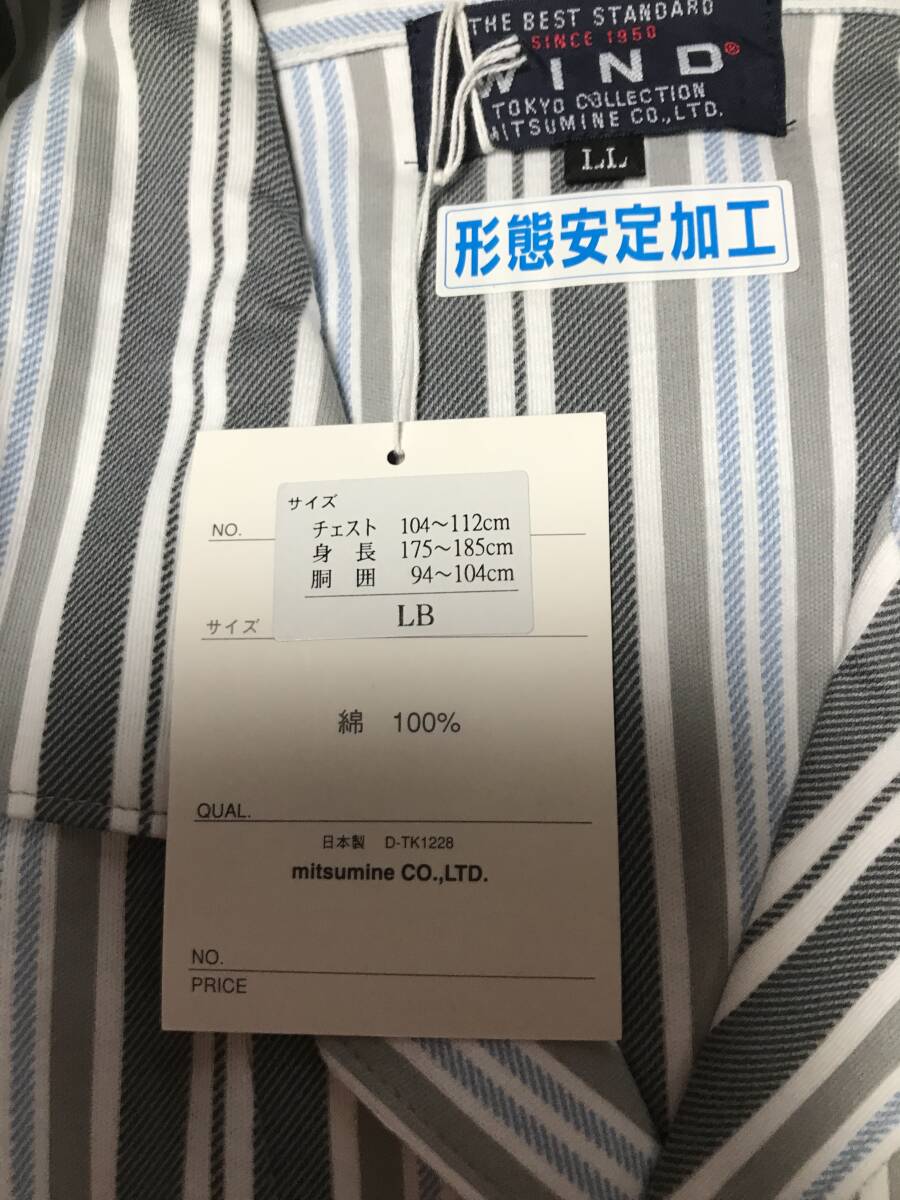 THE BEST STANDARD
SINCE 1950
WIND®
TOKYO COLLECTION
MITSUMINE CO.,LTD.
LL
形態安定加工
NO.
サイズ
チェスト 104～112cm
身長 175～185cm
胴囲 94～104cm
LB
サイズ
綿 100%
QUAL.
日本製 D-TK1228
mitsumine CO.,LTD.
NO.
PRICE